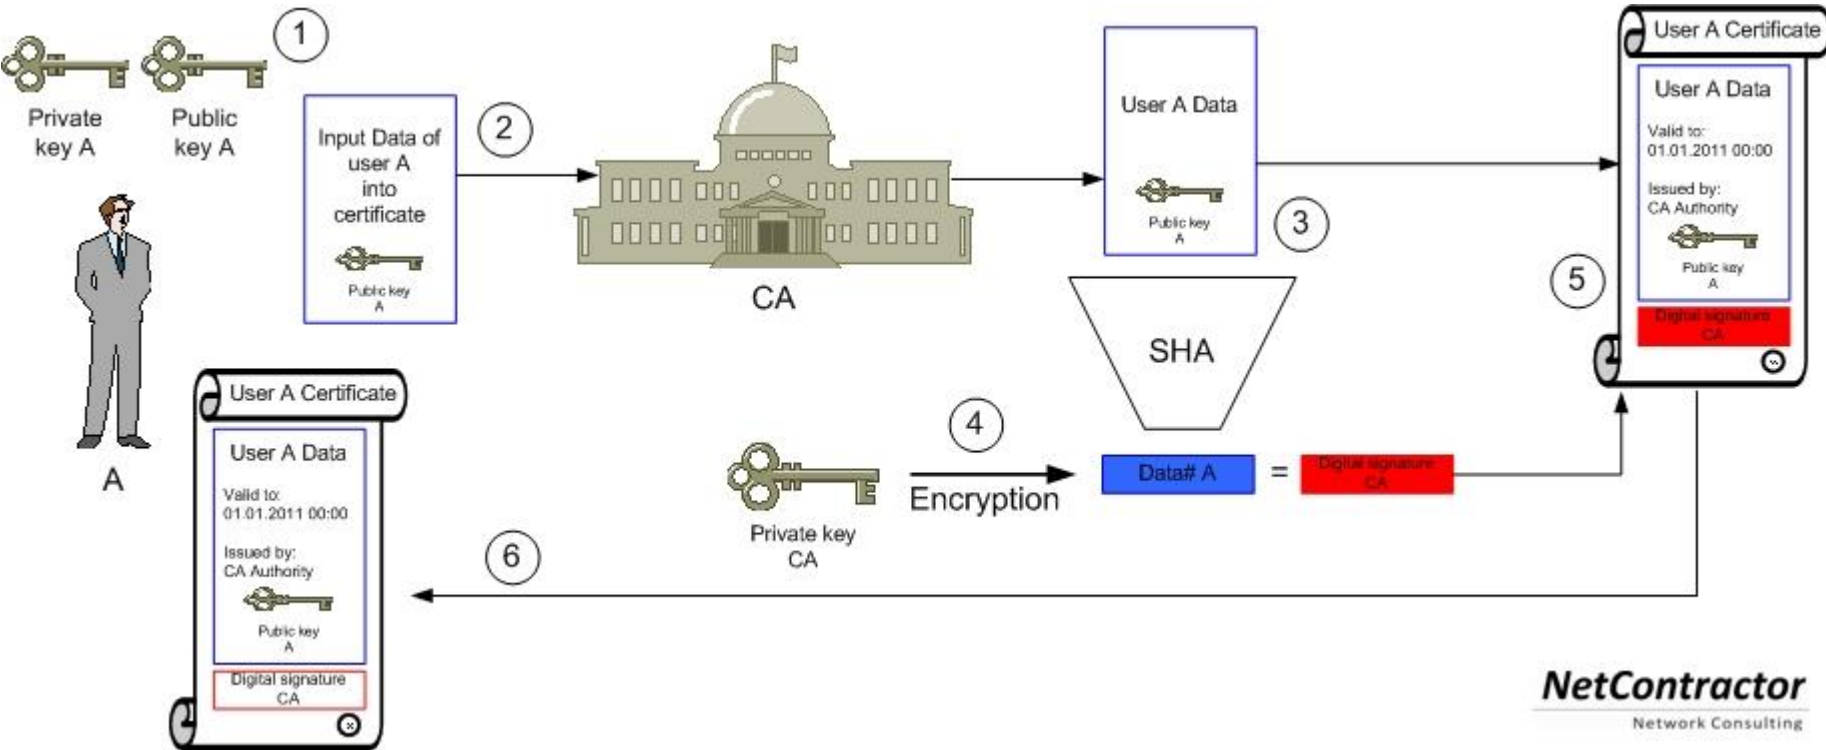 1
Private
key A
Public
key A
Input Data of
user A
into
certificate
Public key
A
2
CA
User A Data
Public key
A
3
SHA
User A Certificate
User A Data
Valid to:
01.01.2011 00:00
Issued by:
CA Authority
Public key
A
Digital signature
CA
5
A
4
Private key
CA
Encryption
Data# A
=
Digital signature
CA
6
User A Certificate
User A Data
Valid to:
01.01.2011 00:00
Issued by:
CA Authority
Public key
A
Digital signature
CA
NetContractor
Network Consulting